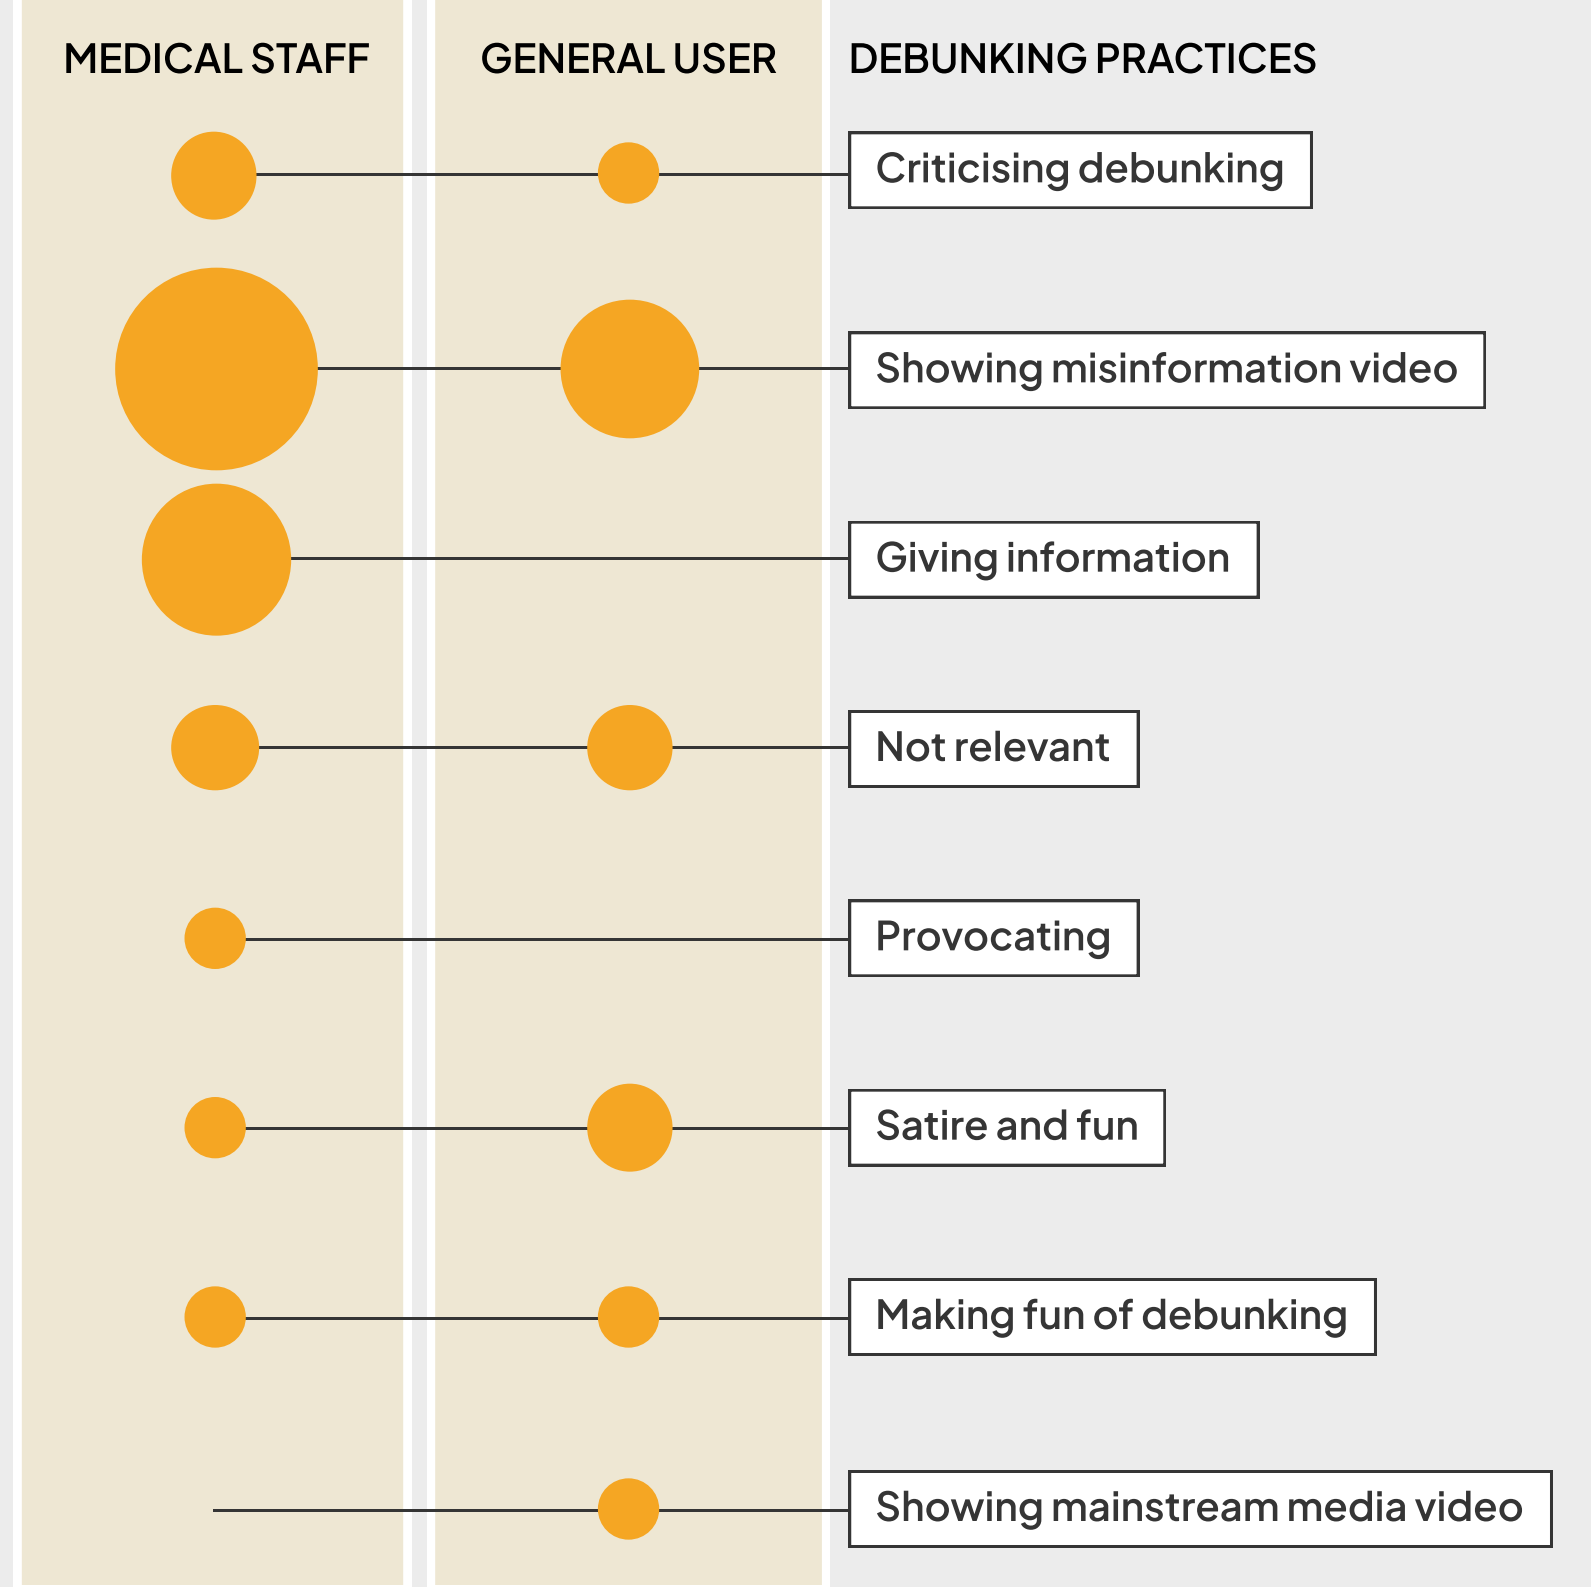 MEDICAL STAFF
GENERAL USER
DEBUNKING PRACTICES
Criticising debunking
Showing misinformation video
Giving information
Not relevant
Provocating
Satire and fun
Making fun of debunking
Showing mainstream media video